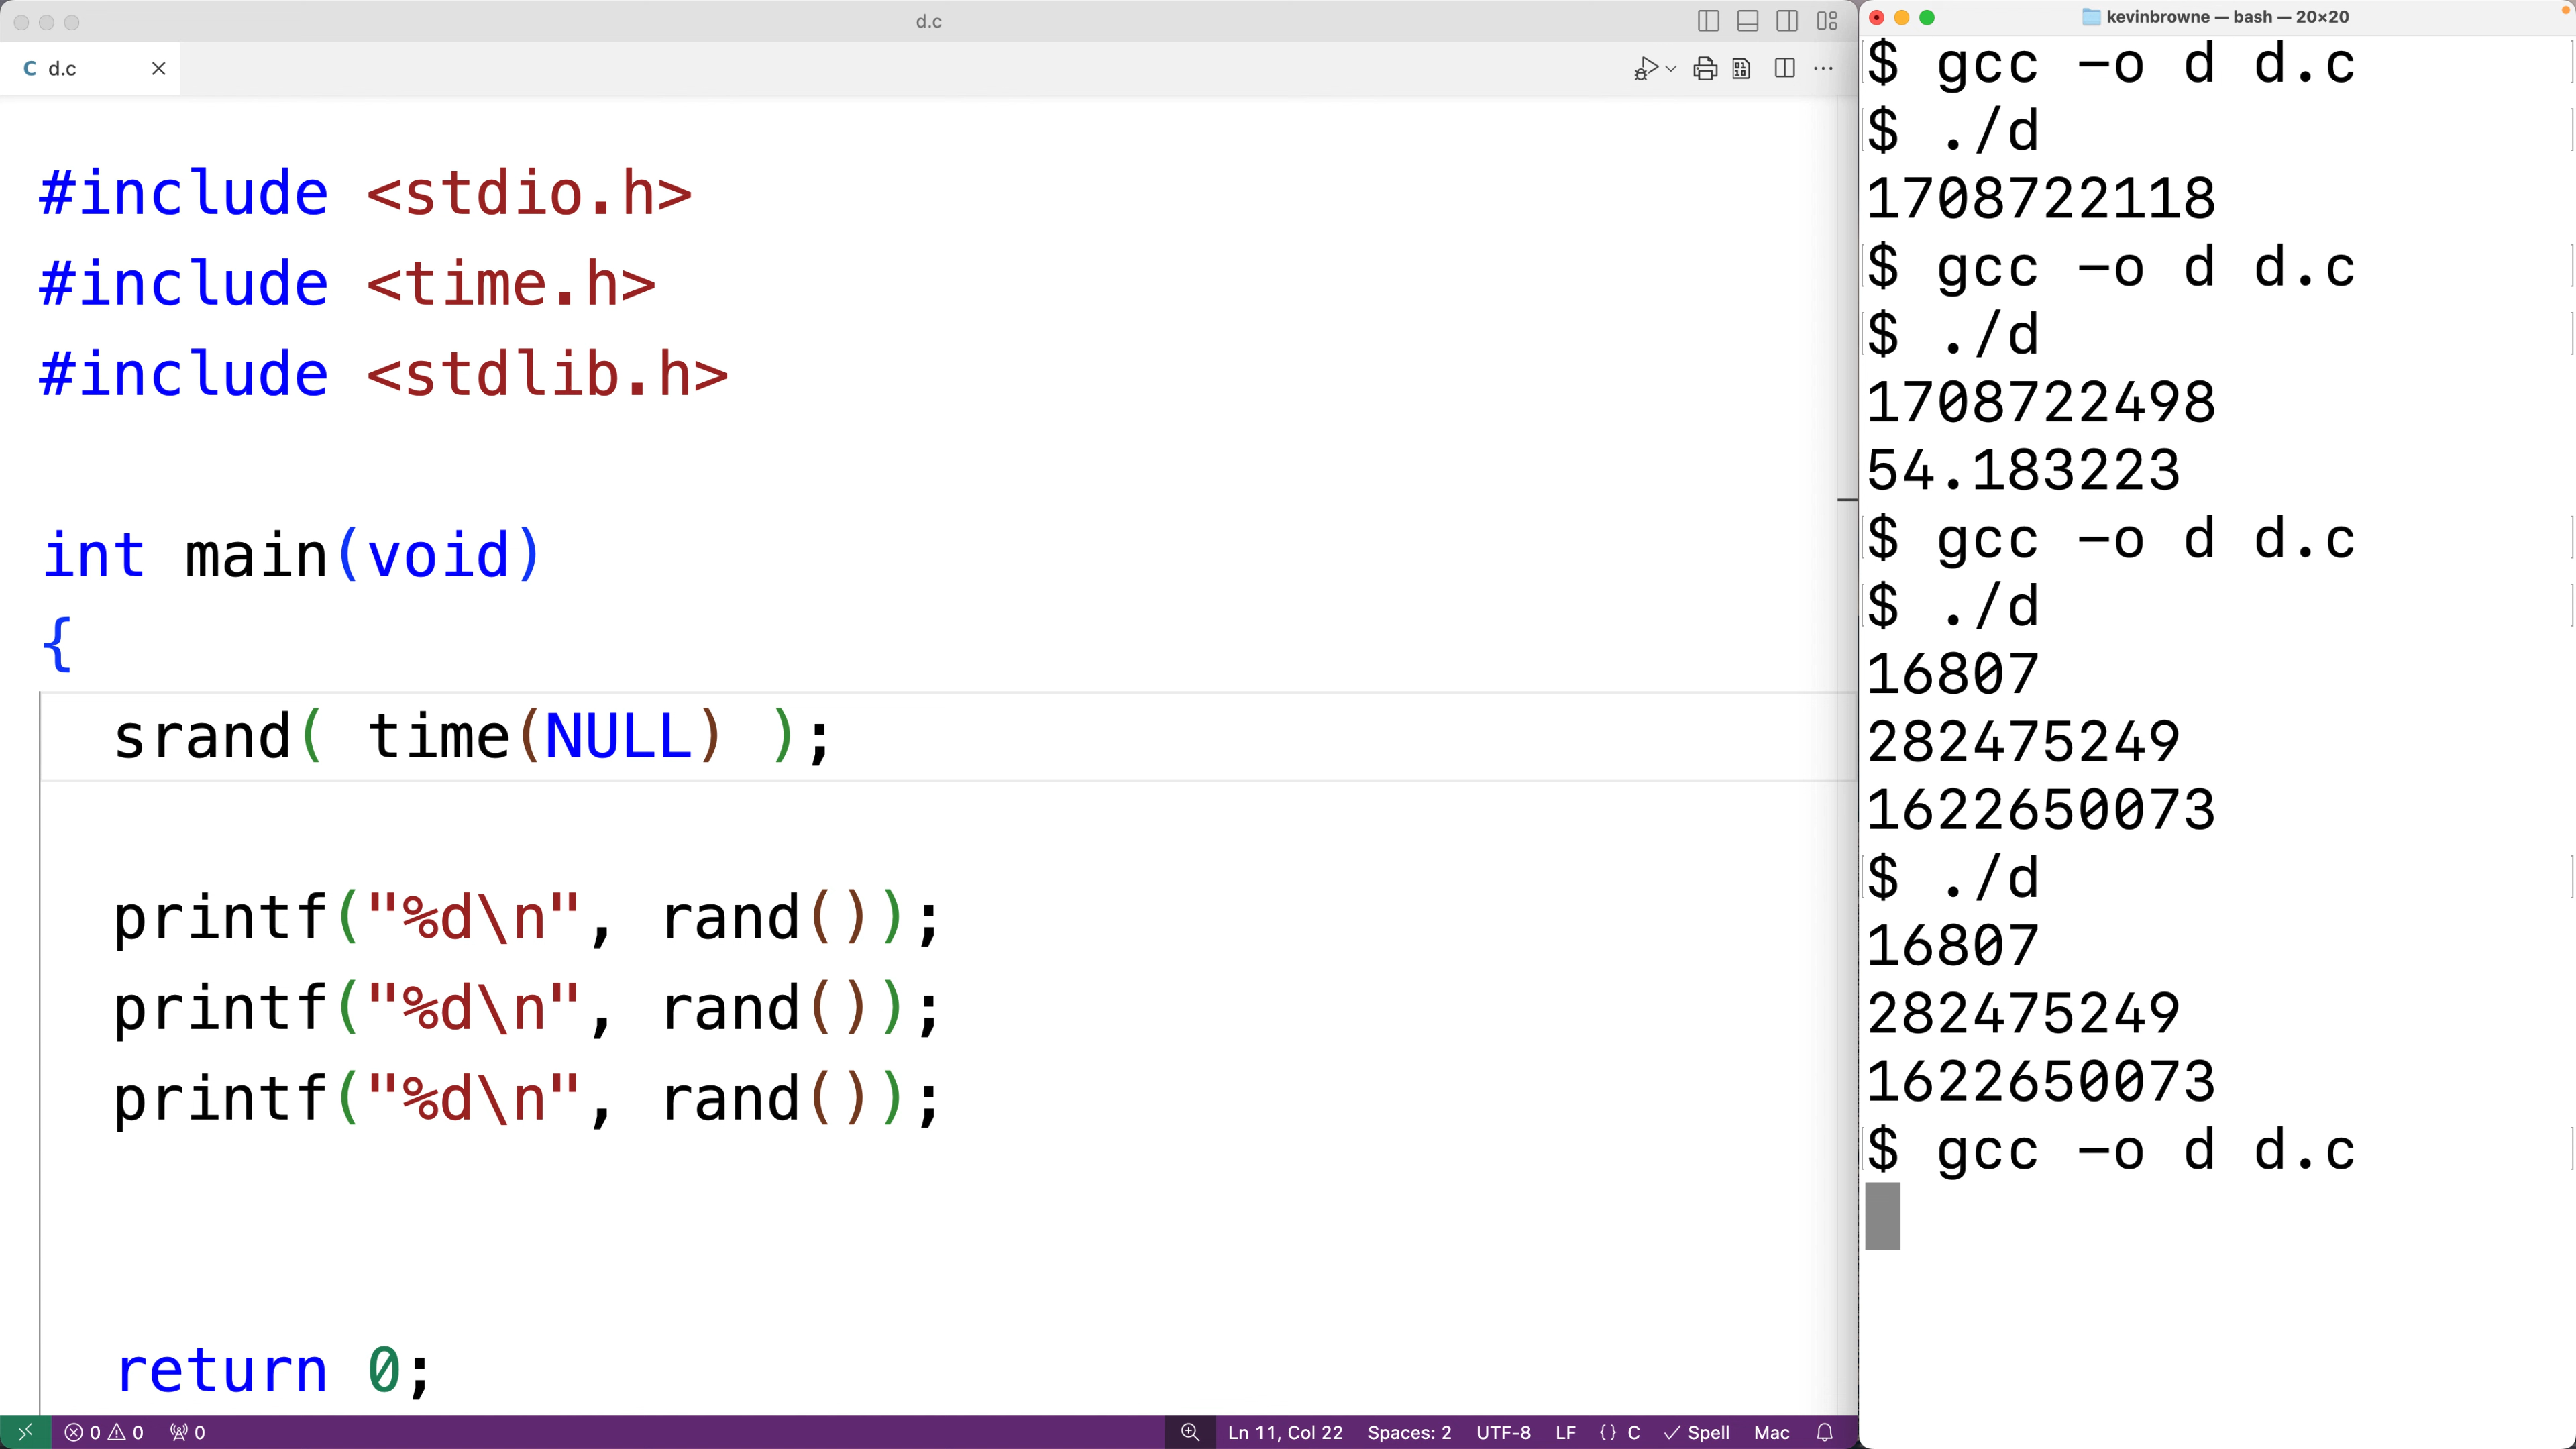 d.c
C d.c
#include <stdio.h>
#include <time.h>
#include <stdlib.h>
int main(void)
{
srand( time(NULL) );
printf("%d\n", rand());
printf("%d\n", rand());
printf("%d\n", rand());
return 0;
0 0 0
Ln 11, Col 22 Spaces: 2 UTF-8 LF {} C Spell Mac
kevinbrowne — bash — 20×20
$ gcc -o d d.c
$ ./d
1708722118
$ gcc -o d d.c
$ ./d
1708722498
54.183223
$ gcc -o d d.c
$ ./d
16807
282475249
1622650073
$ ./d
16807
282475249
1622650073
$ gcc -o d d.c